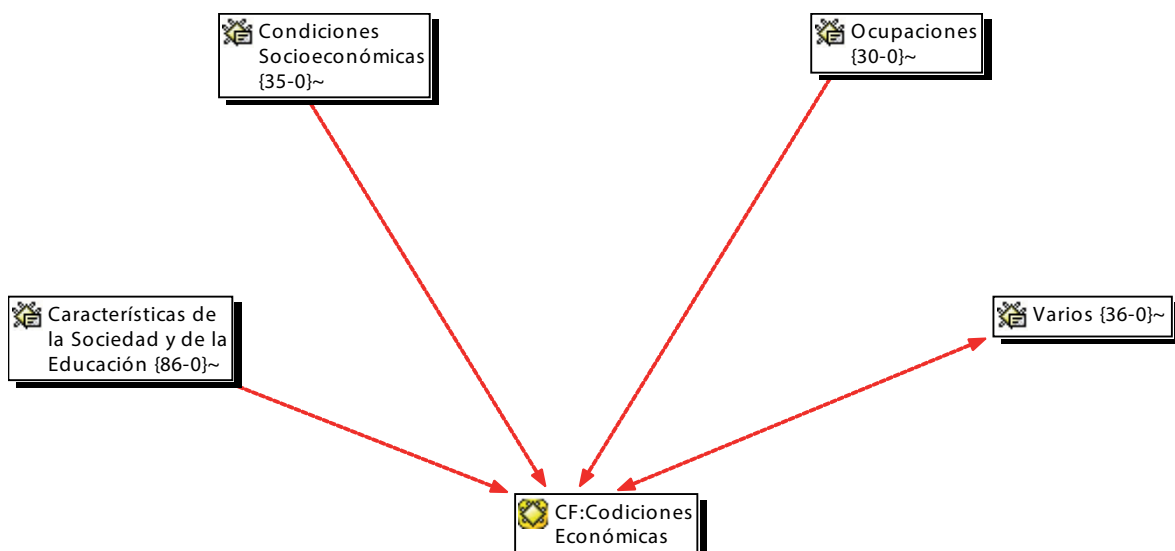 Condiciones
Socioeconómicas
{35-0}~
Ocupaciones
{30-0}~
Características de
la Sociedad y de la
Educación {86-0}~
Varios {36-0}~
CF:Codiciones
Económicas